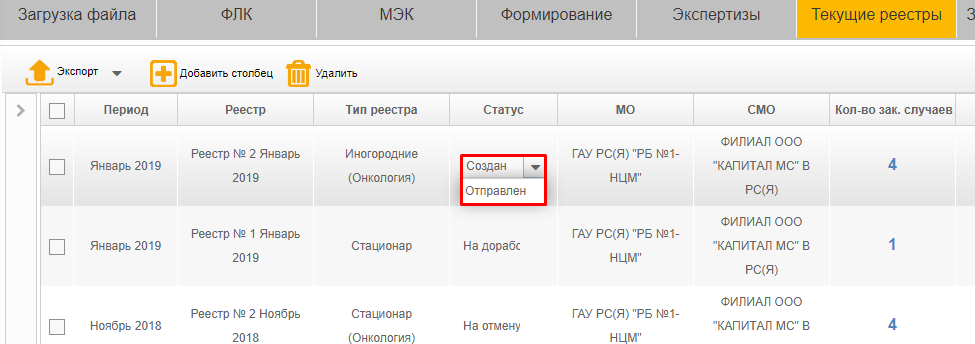 Загрузка файла ФЛК МЭК Формирование Экспертизы Текущие реестры
Экспорт Добавить столбец Удалить
Период Реестр Тип реестра Статус МО СМО Кол-во зак. случаев
Январь 2019
Реестр № 2 Январь
2019
Иногородние
(Онкология)
Создан
Отправлен
ГАУ РС(Я) "РБ №1-
НЦМ"
ФИЛИАЛ ООО
"КАПИТАЛ МС" В
РС(Я)
4
Январь 2019
Реестр № 1 Январь
2019
Стационар
На дорабо
ГАУ РС(Я) "РБ №1-
НЦМ"
ФИЛИАЛ ООО
"КАПИТАЛ МС" В
РС(Я)
1
Ноябрь 2018
Реестр № 2 Ноябрь
2018
Стационар
(Онкология)
На отмену
ГАУ РС(Я) "РБ №1-
НЦМ"
ФИЛИАЛ ООО
"КАПИТАЛ МС" В
4